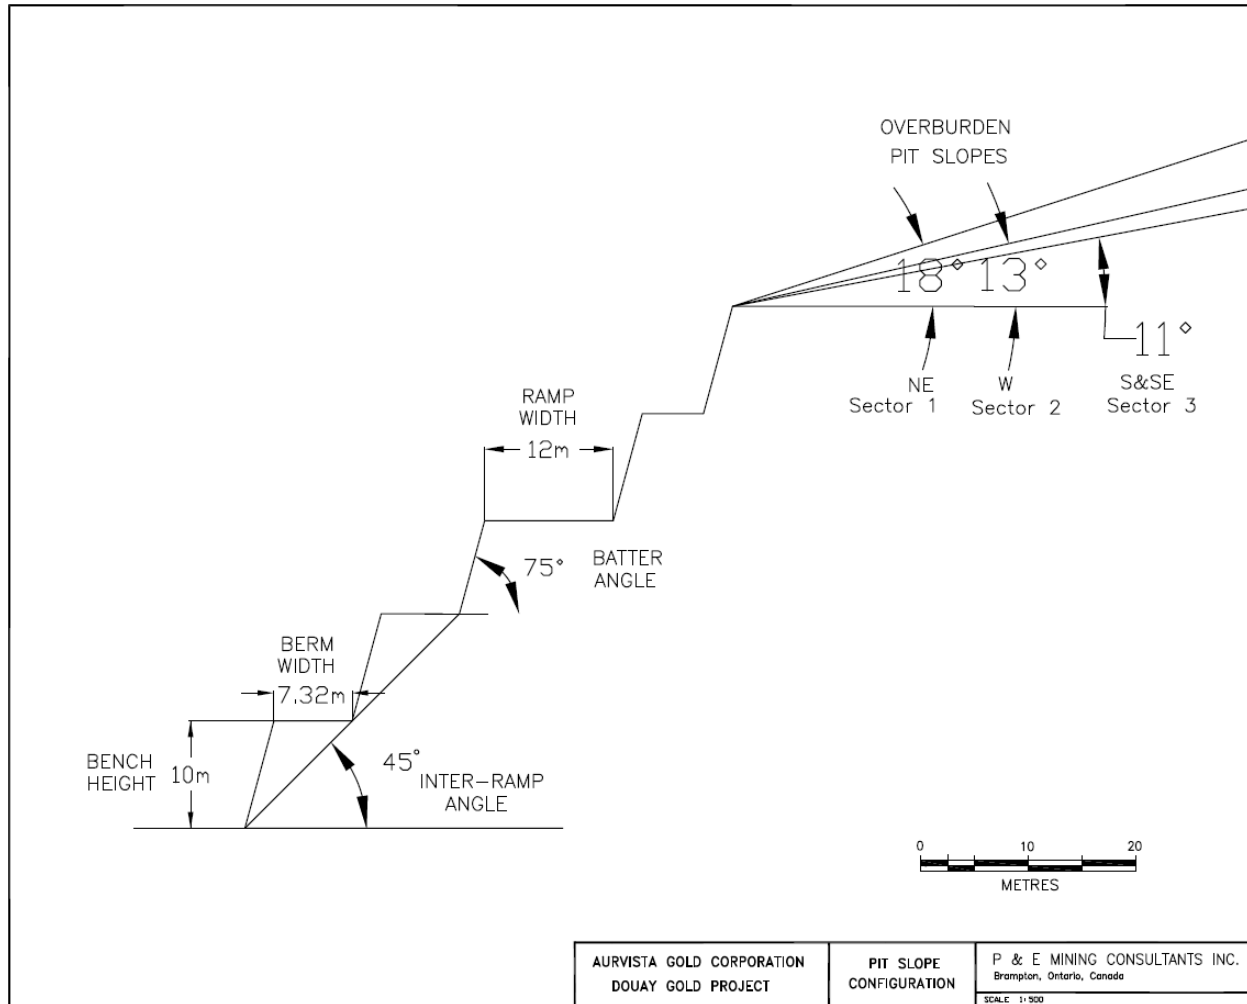 OVERBURDEN
PIT SLOPES
18° 13°
11°
NE
Sector 1
W
Sector 2
S&SE
Sector 3
RAMP
WIDTH
12m
75°
BATTER
ANGLE
BERM
WIDTH
7.32m
BENCH
HEIGHT
10m
45°
INTER-RAMP
ANGLE
0 10 20
METRES
AURVISTA GOLD CORPORATION
DOUAY GOLD PROJECT
PIT SLOPE
CONFIGURATION
P & E MINING CONSULTANTS INC.
Brampton, Ontario, Canada
SCALE 1:500